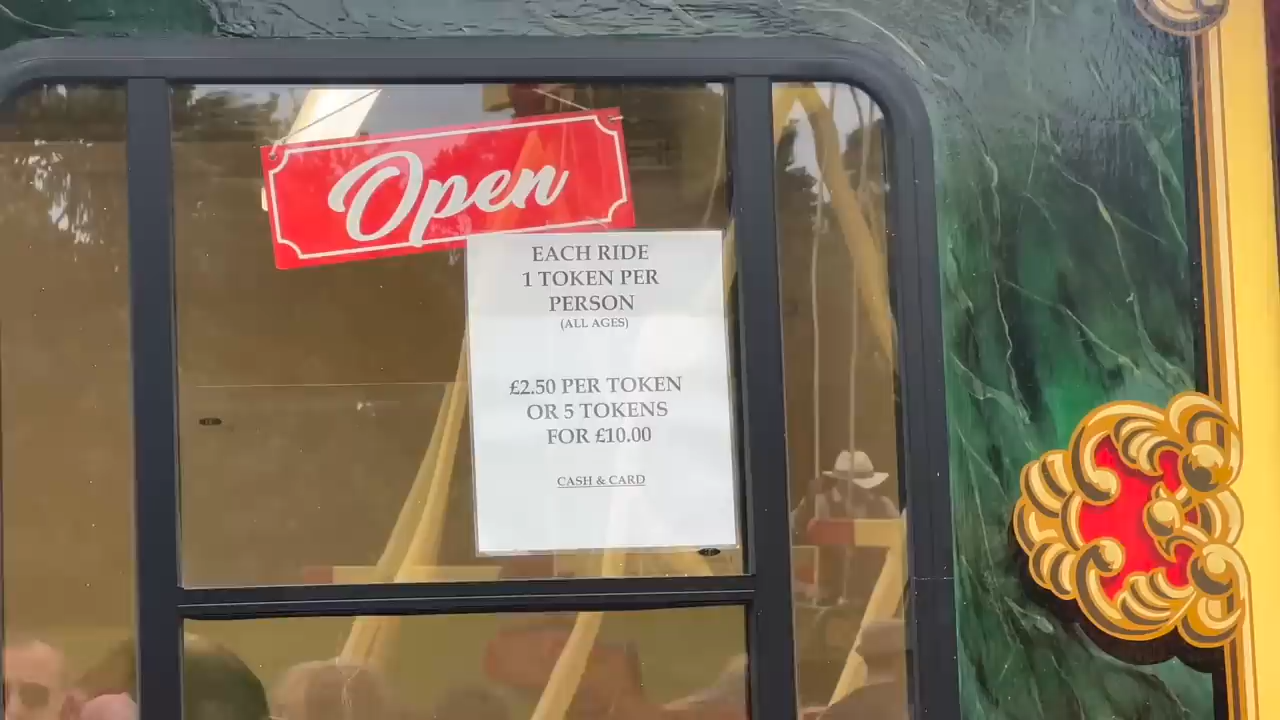 Open
EACH RIDE
1 TOKEN PER
PERSON
(ALL AGES)
£2.50 PER TOKEN
OR 5 TOKENS
FOR £10.00
CASH & CARD